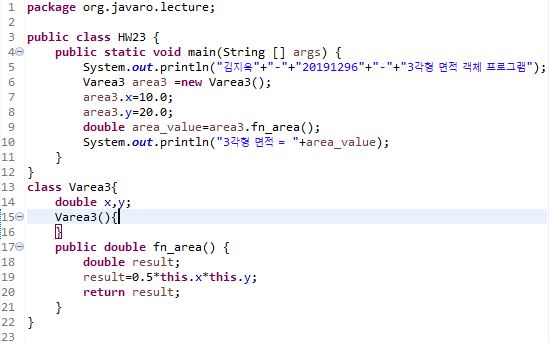 1 package org.javaro.lecture;
2
3 public class HW23 {
4 public static void main(String [] args) {
5 System.out.println("김지욱"+"-"+"20191296"+"-"+"3각형 면적 객체 프로그램");
6 Varea3 area3 =new Varea3();
7 area3.x=10.0;
8 area3.y=20.0;
9 double area_value=area3.fn_area();
10 System.out.println("3각형 면적 = "+area_value);
11 }
12 }
13 class Varea3{
14 double x,y;
15 Varea3(){
16 }
17 public double fn_area() {
18 double result;
19 result=0.5*this.x*this.y;
20 return result;
21 }
22 }
23